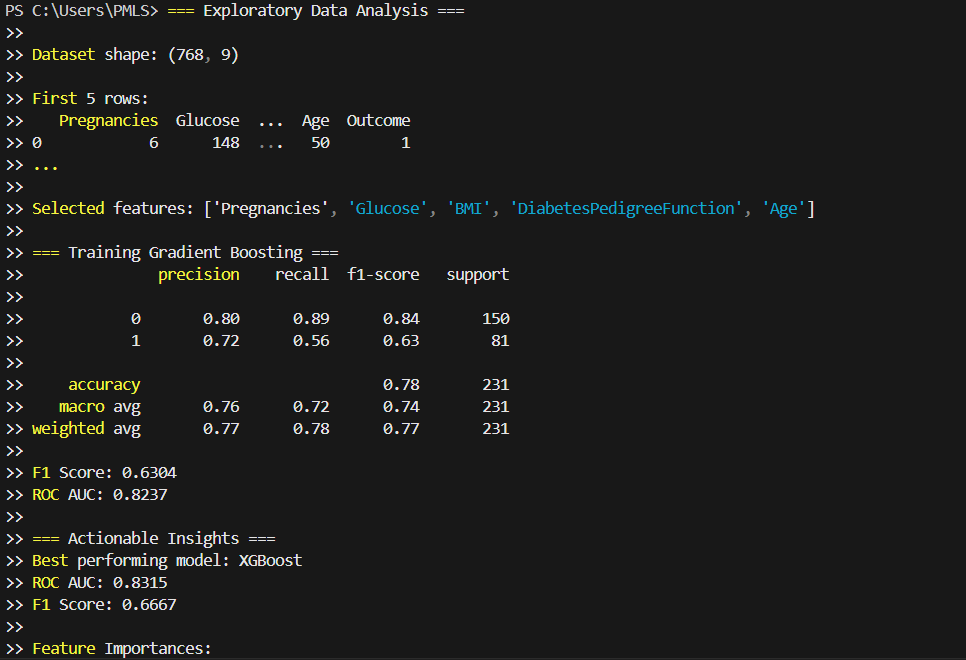 PS C:\Users\PMLS> === Exploratory Data Analysis ===
>>
>> Dataset shape: (768, 9)
>>
>> First 5 rows:
>>    Pregnancies  Glucose  ...  Age  Outcome
>> 0            6      148  ...   50        1
>> ...
>>
>> Selected features: ['Pregnancies', 'Glucose', 'BMI', 'DiabetesPedigreeFunction', 'Age']
>>
>> === Training Gradient Boosting ===
>>               precision    recall  f1-score   support
>>
>>            0       0.80      0.89      0.84       150
>>            1       0.72      0.56      0.63        81
>>
>>     accuracy                           0.78       231
>>    macro avg       0.76      0.72      0.74       231
>> weighted avg       0.77      0.78      0.77       231
>>
>> F1 Score: 0.6304
>> ROC AUC: 0.8237
>>
>> === Actionable Insights ===
>> Best performing model: XGBoost
>> ROC AUC: 0.8315
>> F1 Score: 0.6667
>>
>> Feature Importances: